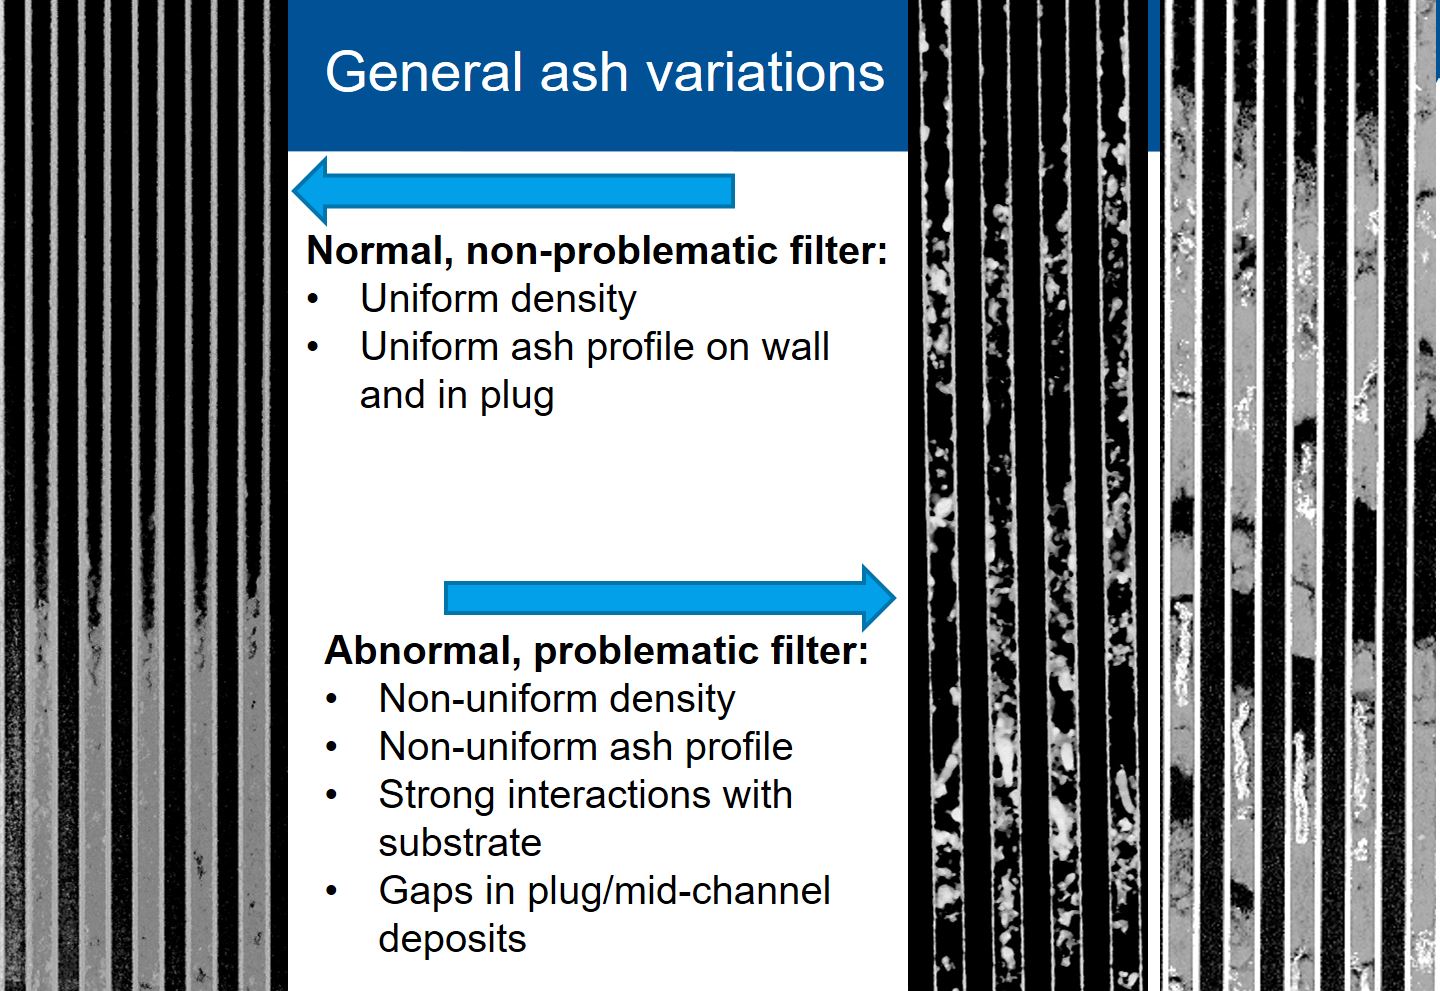 General ash variations
Normal, non-problematic filter:
• Uniform density
• Uniform ash profile on wall
and in plug
Abnormal, problematic filter:
• Non-uniform density
• Non-uniform ash profile
• Strong interactions with
substrate
• Gaps in plug/mid-channel
deposits